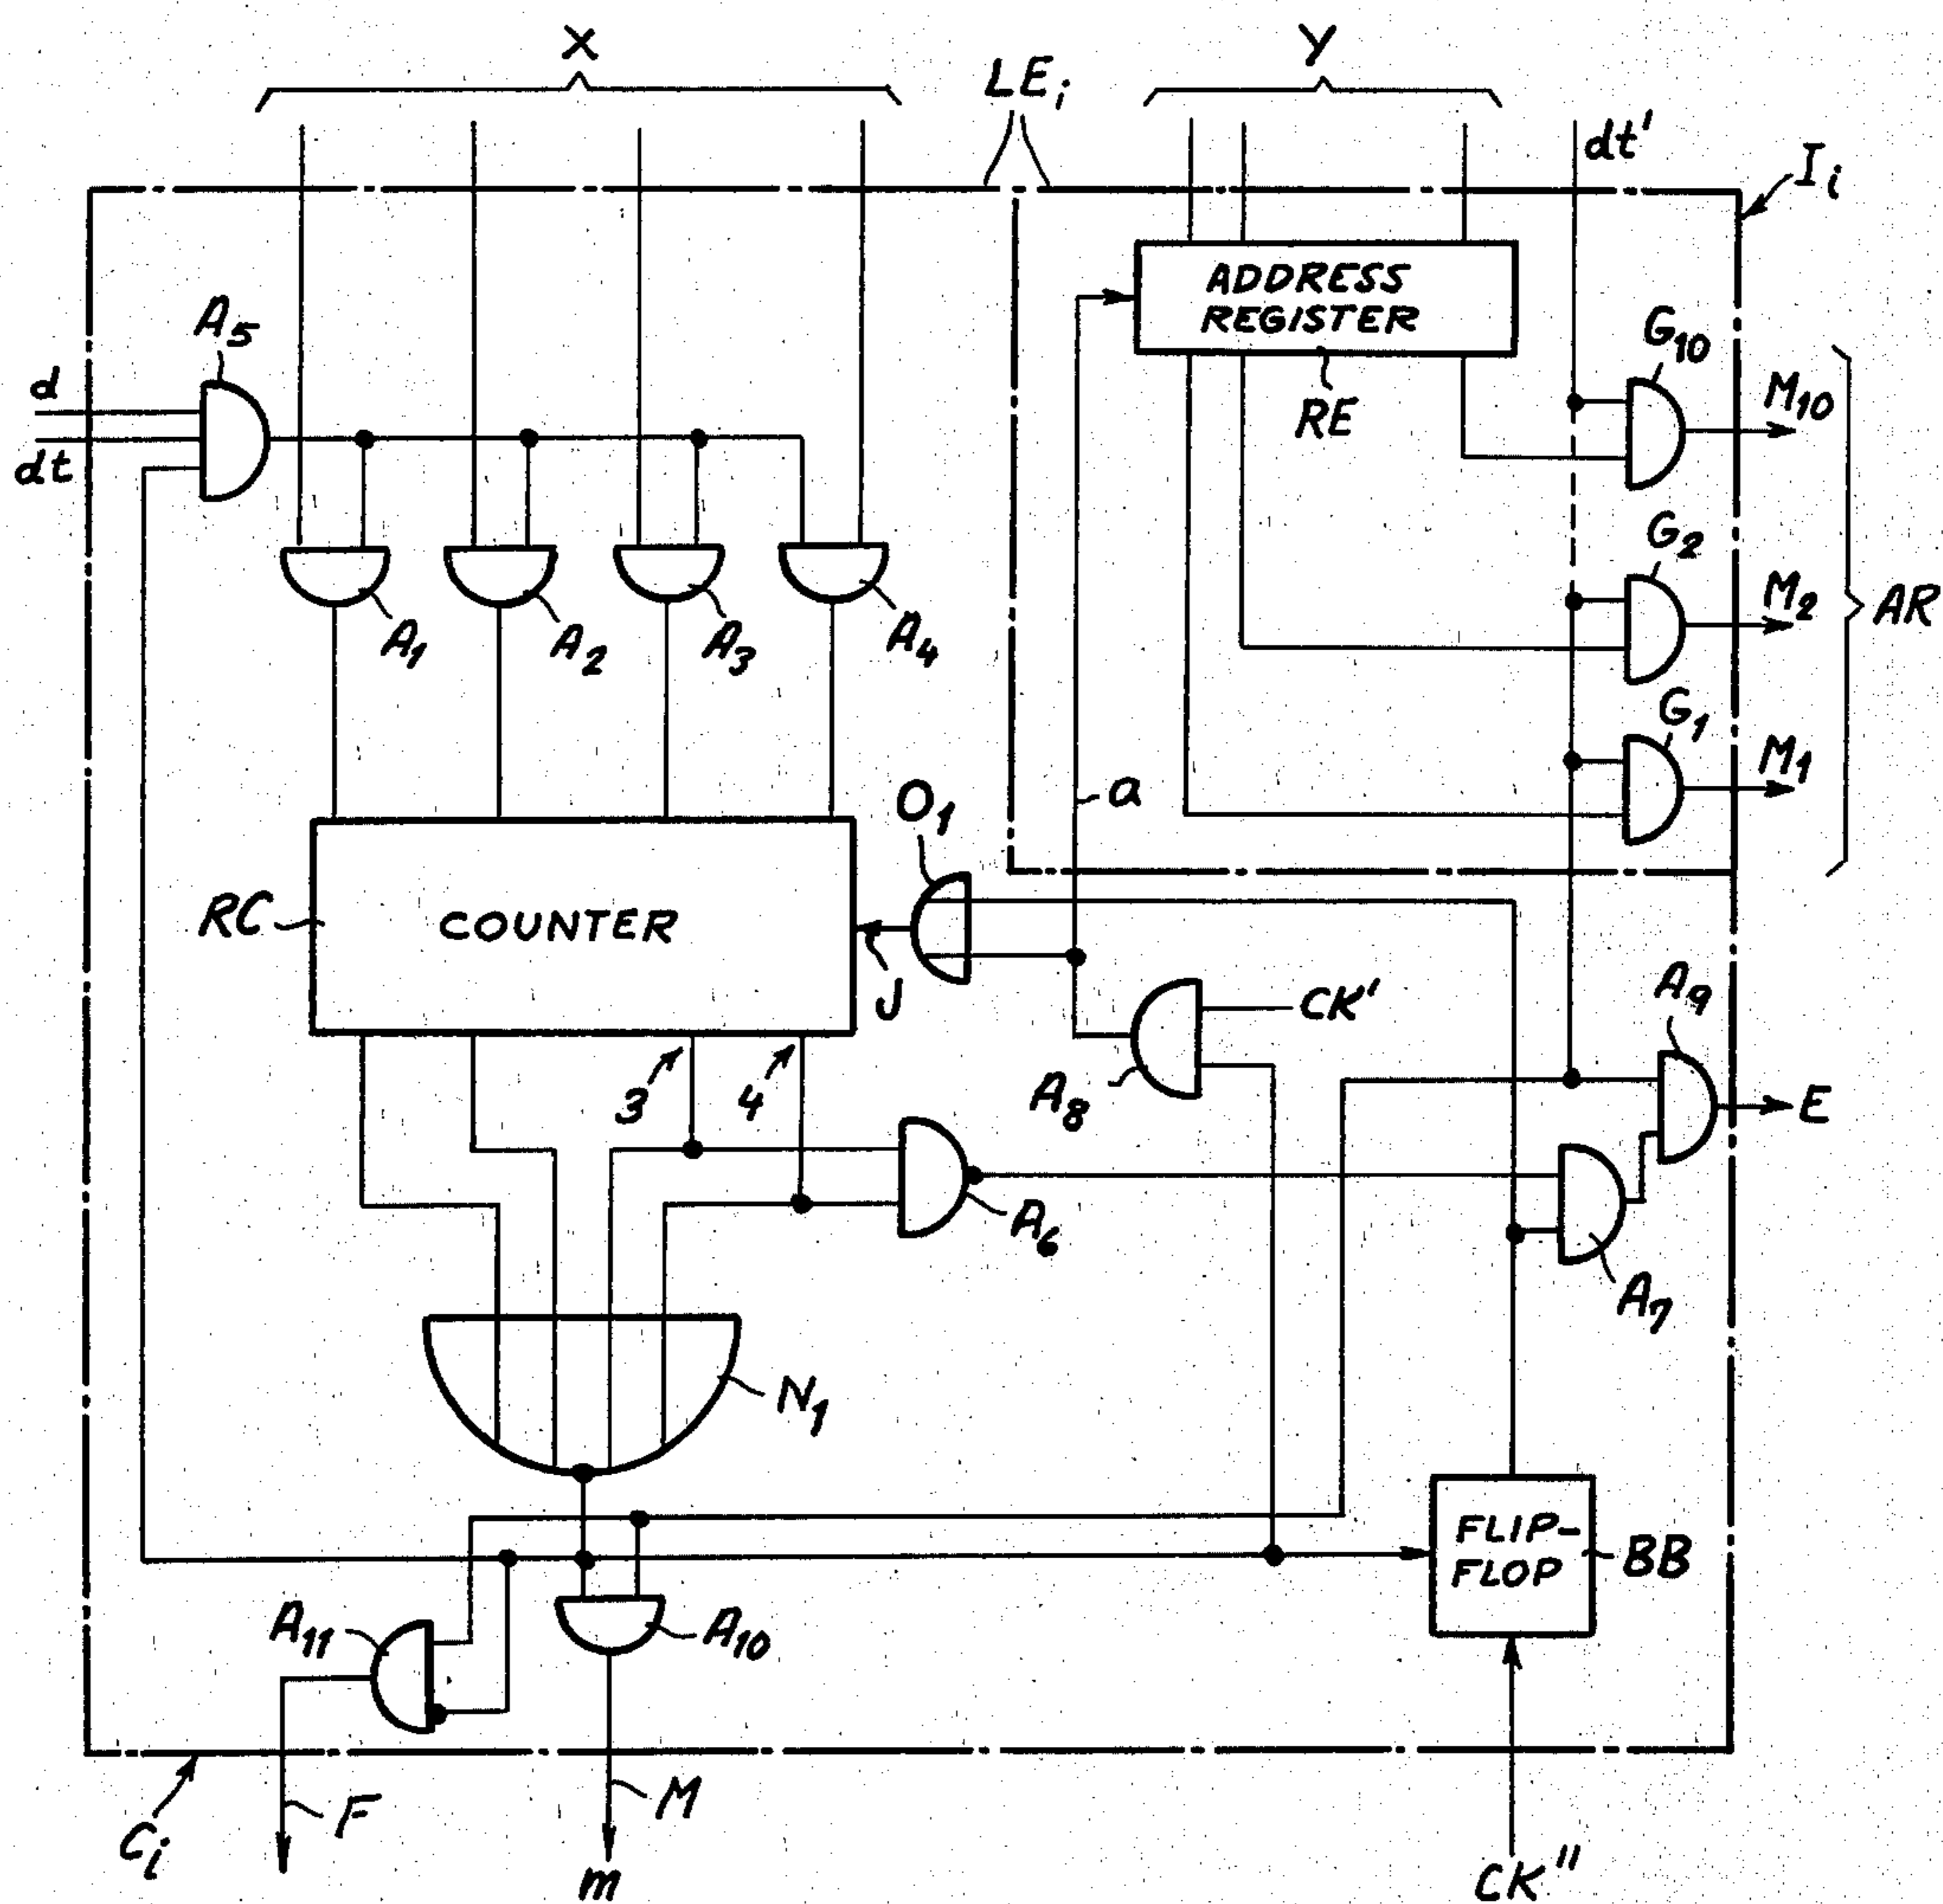 X
Y
LEi
dt'
Ii
ADDRESS
REGISTER
A5
G10
d
M10
RE
dt
G2
M2
AR
A1
A2
A3
A4
G1
M1
a
O1
RC
COUNTER
J
A9
CK'
3
4
A8
E
A6
A7
N1
FLIP-
FLOP
BB
A11
A10
F
M
Ci
m
CK"